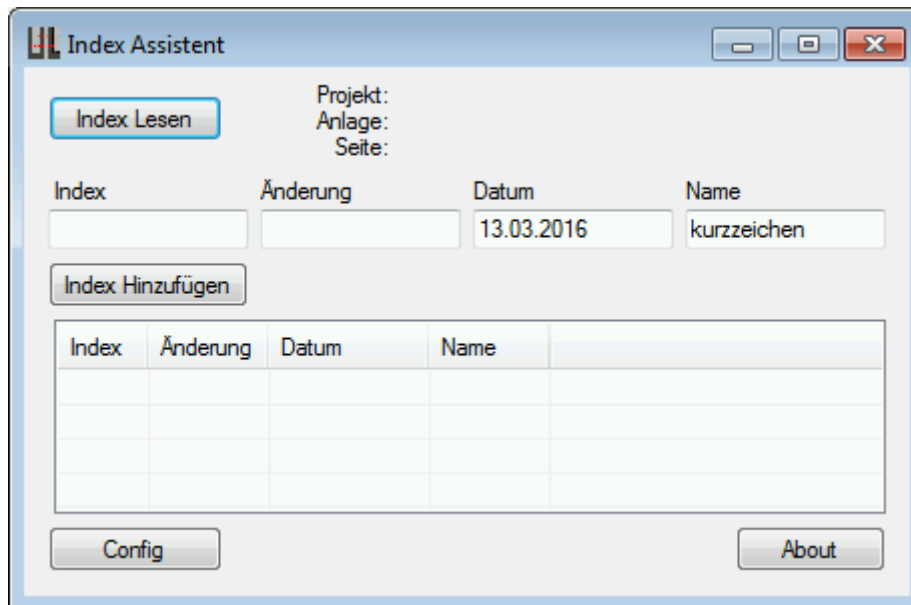 Index Assistent
Index Lesen
Projekt:
Anlage:
Seite:
Index Änderung Datum Name
13.03.2016 kurzzeichen
Index Hinzufügen
Index Änderung Datum Name
Config About